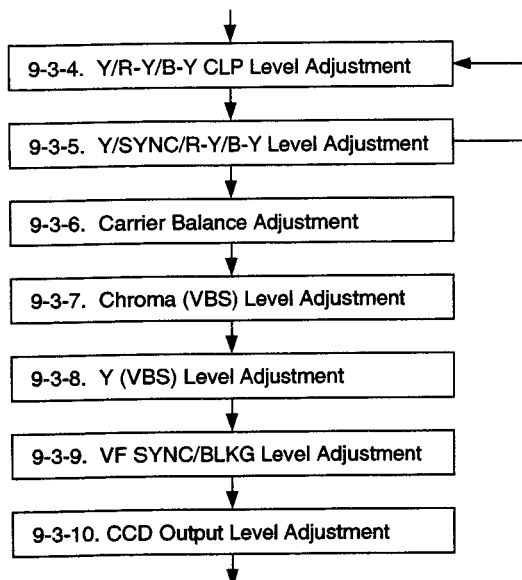 9-3-4. Y/R-Y/B-Y CLP Level Adjustment
9-3-5. Y/SYNC/R-Y/B-Y Level Adjustment
9-3-6. Carrier Balance Adjustment
9-3-7. Chroma (VBS) Level Adjustment
9-3-8. Y (VBS) Level Adjustment
9-3-9. VF SYNC/BLKG Level Adjustment
9-3-10. CCD Output Level Adjustment